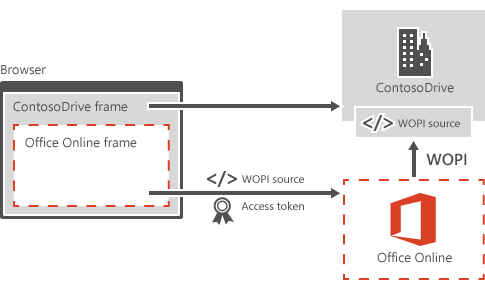 Browser
ContosoDrive frame
Office Online frame
</> WOPI source
Access token
ContosoDrive
</> WOPI source
WOPI
Office Online